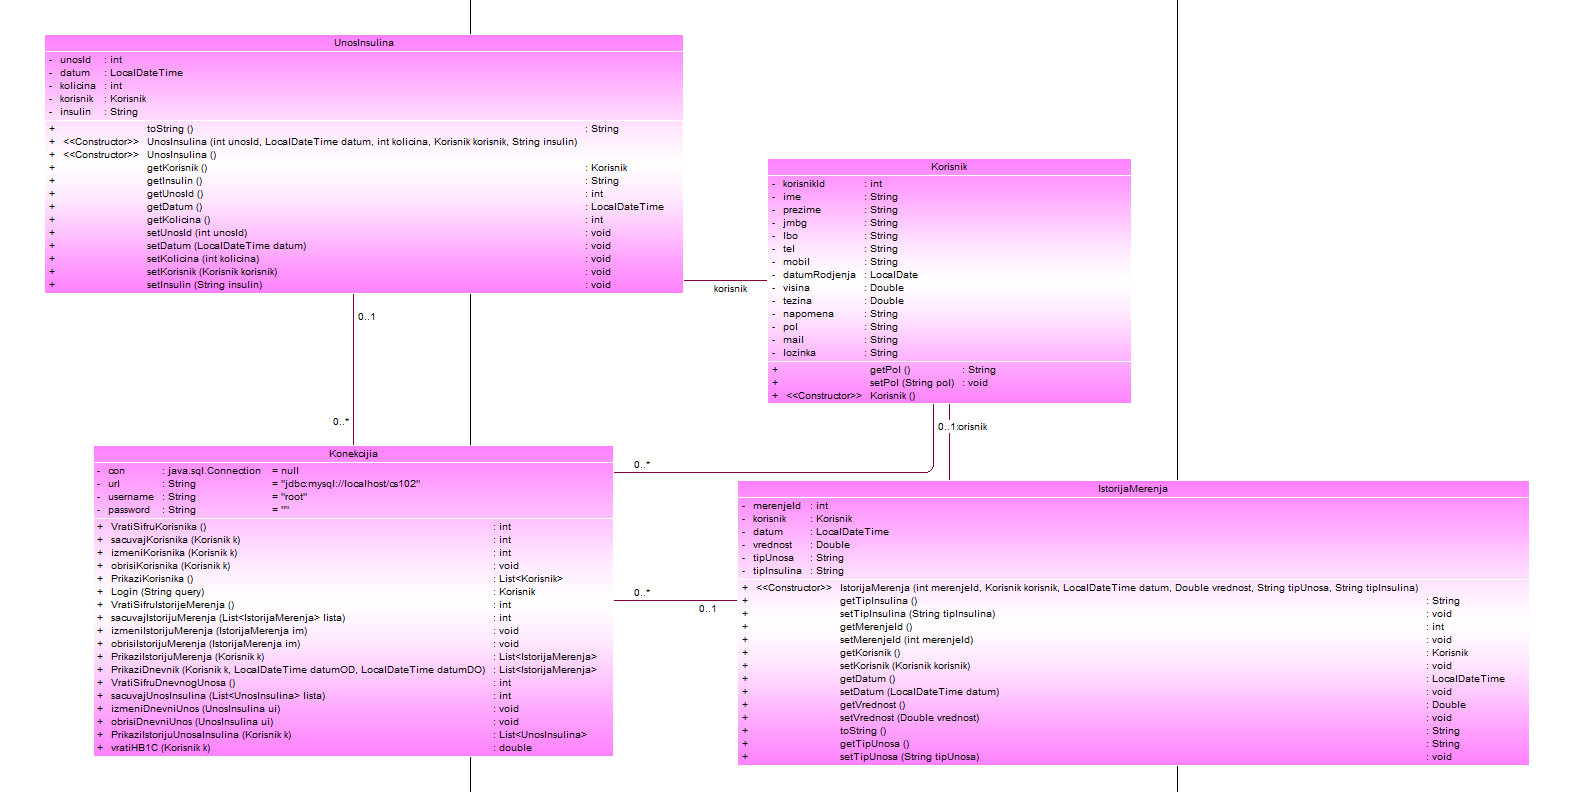 UnosInsulina
- unosId : int
- datum : LocalDateTime
- kolicina : int
- korisnik : Korisnik
- insulin : String
+ toString () : String
+ <<Constructor>> UnosInsulina (int unosId, LocalDateTime datum, int kolicina, Korisnik korisnik, String insulin)
+ <<Constructor>> UnosInsulina ()
+ getKorisnik () : Korisnik
+ getInsulin () : String
+ getUnosId () : int
+ getDatum () : LocalDateTime
+ getKolicina () : int
+ setUnosId (int unosId) : void
+ setDatum (LocalDateTime datum) : void
+ setKolicina (int kolicina) : void
+ setKorisnik (Korisnik korisnik) : void
+ setInsulin (String insulin) : void
Korisnik
- korisnikId : int
- ime : String
- prezime : String
- jmbg : String
- lbo : String
- tel : String
- mobil : String
- datumRodjenja : LocalDate
- visina : Double
- tezina : Double
- napomena : String
- pol : String
- mail : String
- lozinka : String
+ getPol () : String
+ setPol (String pol) : void
+ <<Constructor>> Korisnik ()
korisnik
0..1
0..*
0..1
orisnik
0..*
0..*
0..1
Konekcijia
- con : java.sql.Connection = null
- url : String = "jdbc:mysql://localhost/cs102"
- username : String = "root"
- password : String = ""
+ VratiSifruKorisnika () : int
+ sacuvajKorisnika (Korisnik k) : int
+ izmeniKorisnika (Korisnik k) : int
+ obrisiKorisnika (Korisnik k) : void
+ PrikaziKorisnika () : List<Korisnik>
+ Login (String query) : Korisnik
+ VratiSifruIstorijeMerenja () : int
+ sacuvajIstorijuMerenja (List<IstorijaMerenja> lista) : int
+ izmeniIstorijuMerenja (IstorijaMerenja im) : void
+ obrisiIstorijuMerenja (IstorijaMerenja im) : void
+ PrikaziIstorijuMerenja (Korisnik k) : List<IstorijaMerenja>
+ PrikaziDnevnik (Korisnik k, LocalDateTime datumOD, LocalDateTime datumDO) : List<IstorijaMerenja>
+ VratiSifruDnevnogUnosa () : int
+ sacuvajUnosInsulina (List<UnosInsulina> lista) : int
+ izmeniDnevniUnos (UnosInsulina ui) : void
+ obrisiDnevniUnos (UnosInsulina ui) : void
+ PrikaziIstorijuUnosaInsulina (Korisnik k) : List<UnosInsulina>
+ vratiHB1C (Korisnik k) : double
IstorijaMerenja
- merenjeId : int
- korisnik : Korisnik
- datum : LocalDateTime
- vrednost : Double
- tipUnosa : String
- tipInsulina : String
+ <<Constructor>> IstorijaMerenja (int merenjeId, Korisnik korisnik, LocalDateTime datum, Double vrednost, String tipUnosa, String tipInsulina)
+ getTipInsulina () : String
+ setTipInsulina (String tipInsulina) : void
+ getMerenjeId () : int
+ setMerenjeId (int merenjeId) : void
+ getKorisnik () : Korisnik
+ setKorisnik (Korisnik korisnik) : void
+ getDatum () : LocalDateTime
+ setDatum (LocalDateTime datum) : void
+ getVrednost () : Double
+ setVrednost (Double vrednost) : void
+ toString () : String
+ getTipUnosa () : String
+ setTipUnosa (String tipUnosa) : void